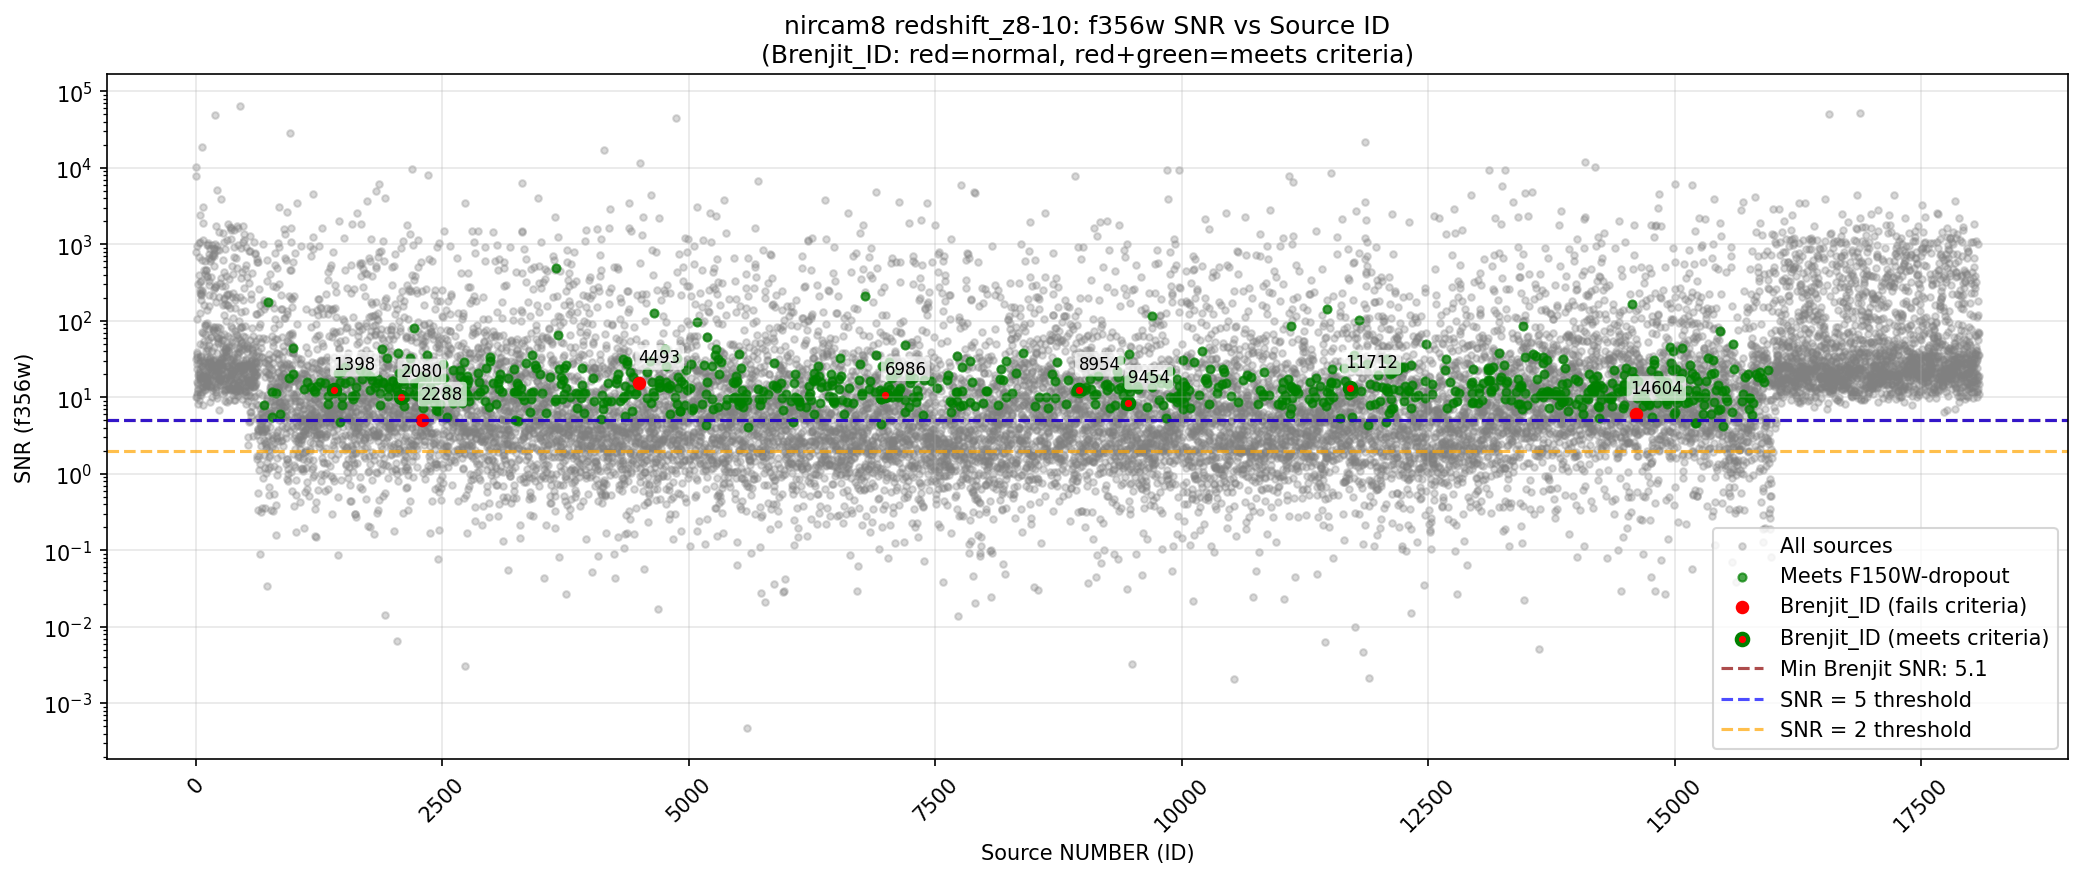 nircam8 redshift_z8-10: f356w SNR vs Source ID
(Brenjit_ID: red=normal, red+green=meets criteria)
SNR (f356w)
10^5
10^4
10^3
10^2
10^1
10^0
10^-1
10^-2
10^-3
1398
2080
2288
4493
6986
8954
9454
11712
14604
All sources
Meets F150W-dropout
Brenjit_ID (fails criteria)
Brenjit_ID (meets criteria)
Min Brenjit SNR: 5.1
SNR = 5 threshold
SNR = 2 threshold
0
2500
5000
7500
10000
12500
15000
17500
Source NUMBER (ID)